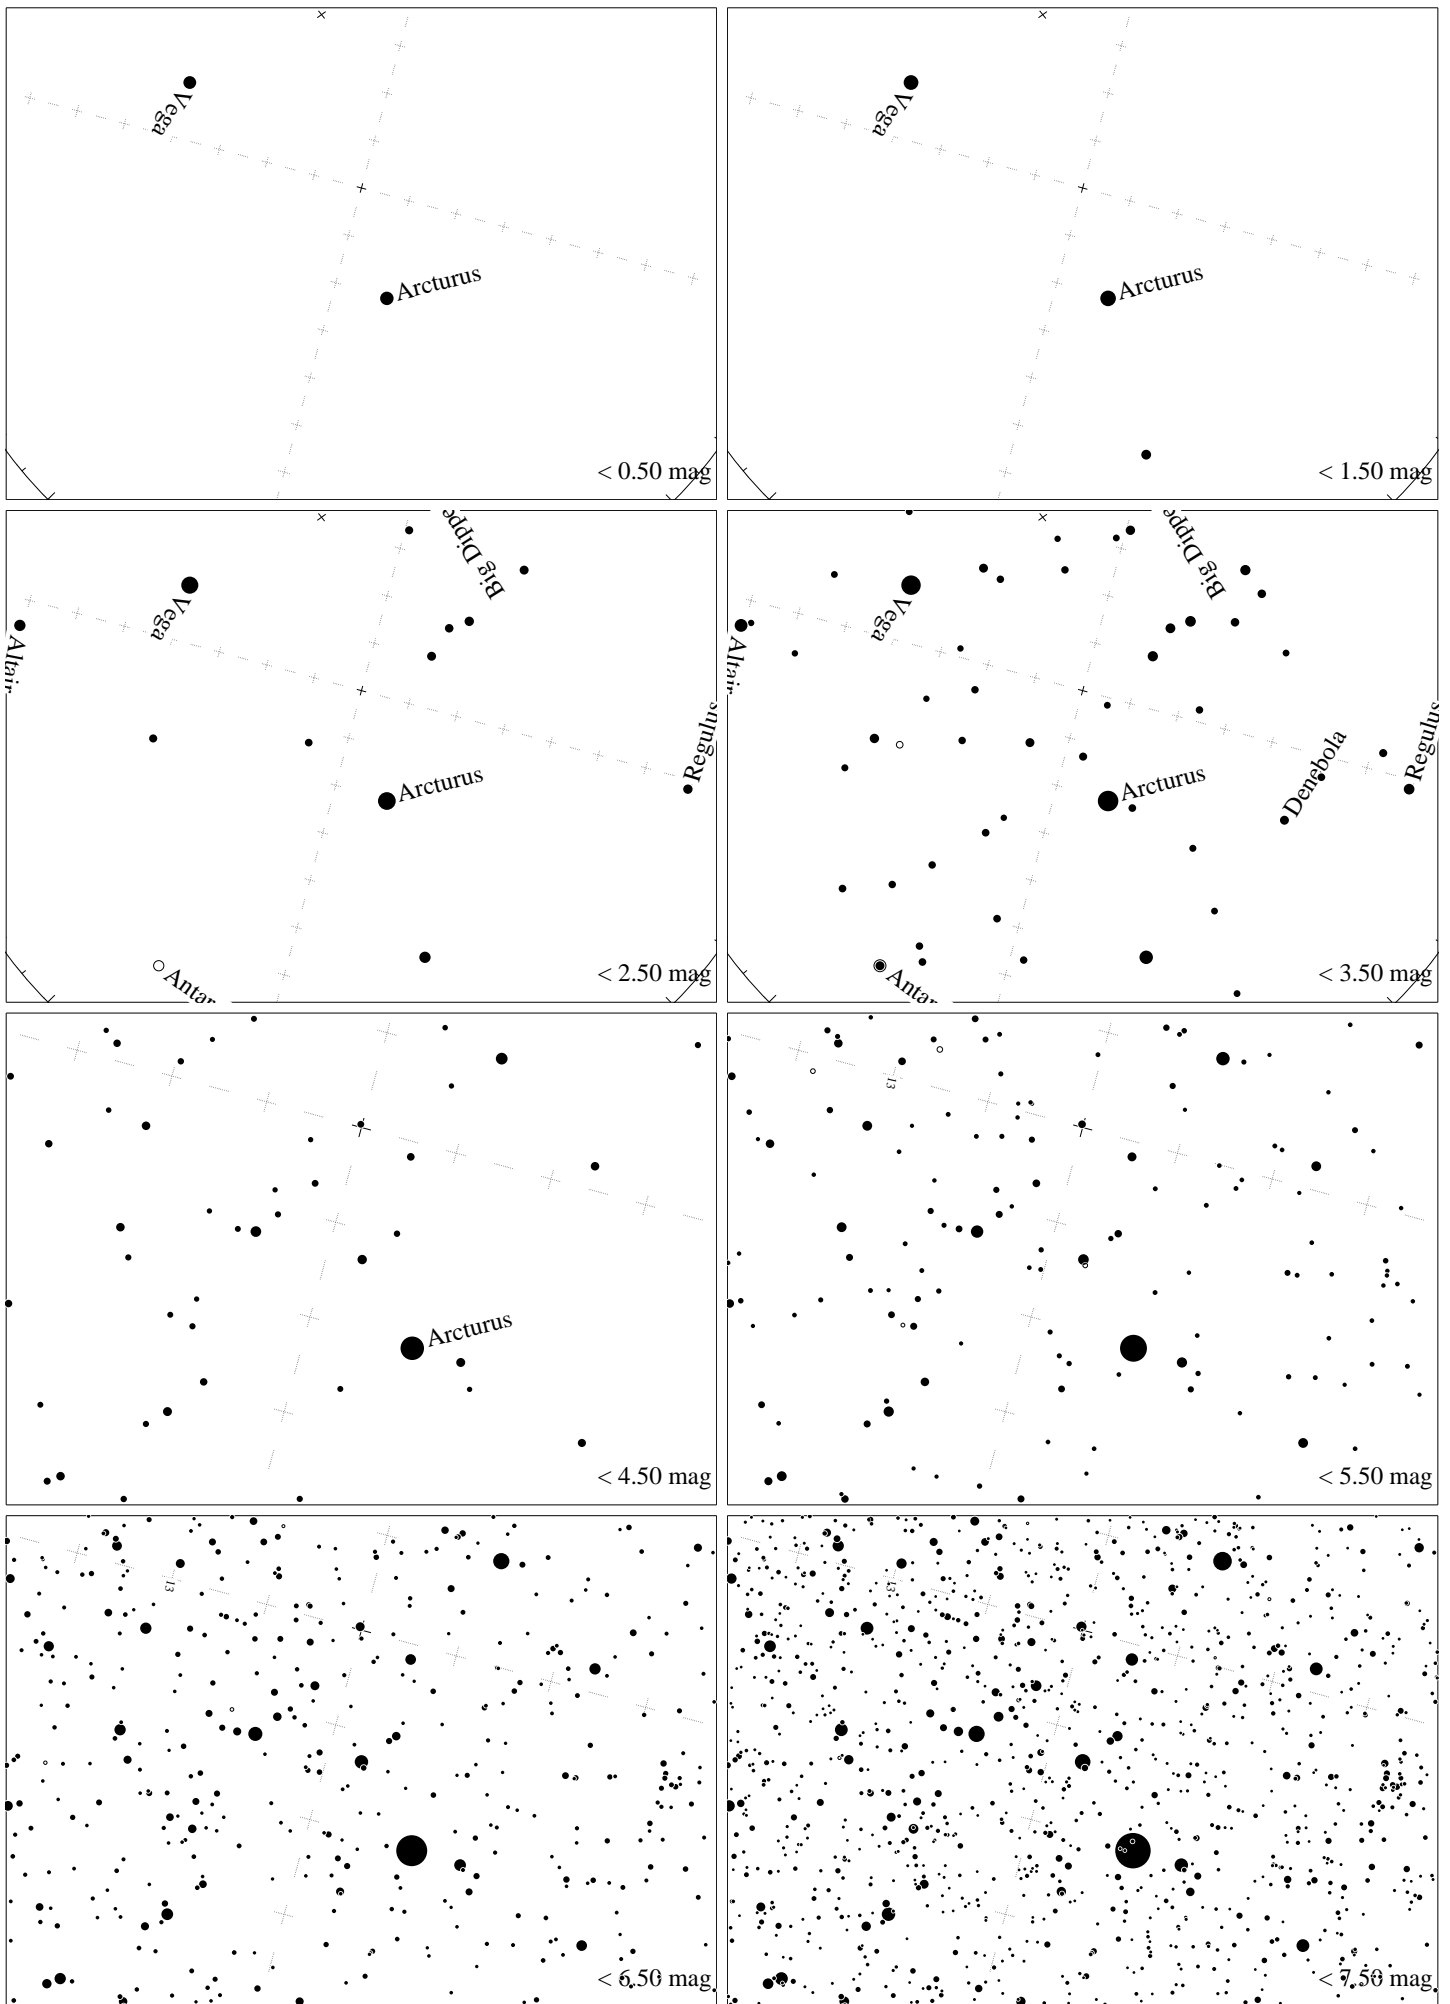 Vega
Arcturus
< 0.50 mag
Vega
Arcturus
< 1.50 mag
Big Dippe
Vega
Altair
Regulus
Arcturus
Antar
< 2.50 mag
Big Dippe
Vega
Altair
Regulus
Denebola
Arcturus
Antar
< 3.50 mag
Arcturus
< 4.50 mag
13
< 5.50 mag
13
< 6.50 mag
13
< 7.50 mag